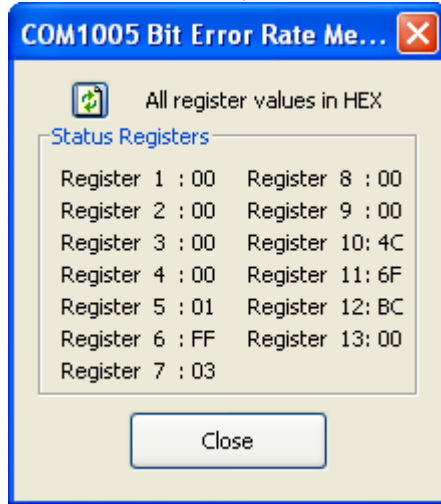 COM1005 Bit Error Rate Me...
All register values in HEX
Status Registers
Register 1 : 00
Register 2 : 00
Register 3 : 00
Register 4 : 00
Register 5 : 01
Register 6 : FF
Register 7 : 03
Register 8 : 00
Register 9 : 00
Register 10: 4C
Register 11: 6F
Register 12: BC
Register 13: 00
Close